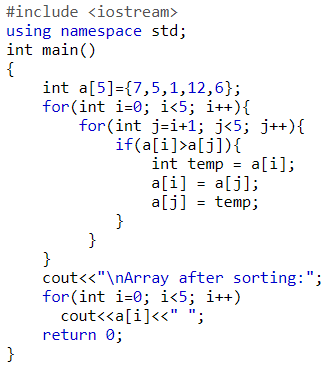 #include <iostream>
using namespace std;
int main()
{
    int a[5]={7,5,1,12,6};
    for(int i=0; i<5; i++){
        for(int j=i+1; j<5; j++){
            if(a[i]>a[j]){
                int temp = a[i];
                a[i] = a[j];
                a[j] = temp;
            }
         }
    }
    cout<<"\nArray after sorting:";
    for(int i=0; i<5; i++)
      cout<<a[i]<<" ";
    return 0;
}